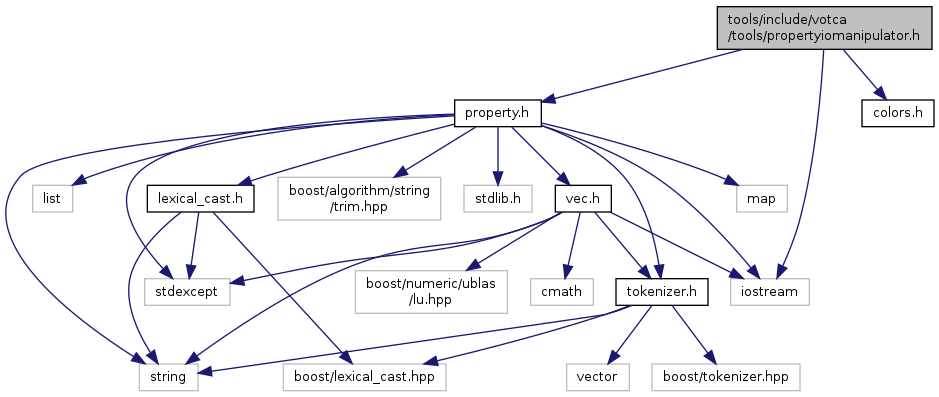 tools/include/votca
/tools/propertyiomanipulator.h
property.h
colors.h
list
lexical_cast.h
boost/algorithm/string
/trim.hpp
stdlib.h
vec.h
map
stdexcept
boost/numeric/ublas
/lu.hpp
cmath
tokenizer.h
iostream
string
boost/lexical_cast.hpp
vector
boost/tokenizer.hpp